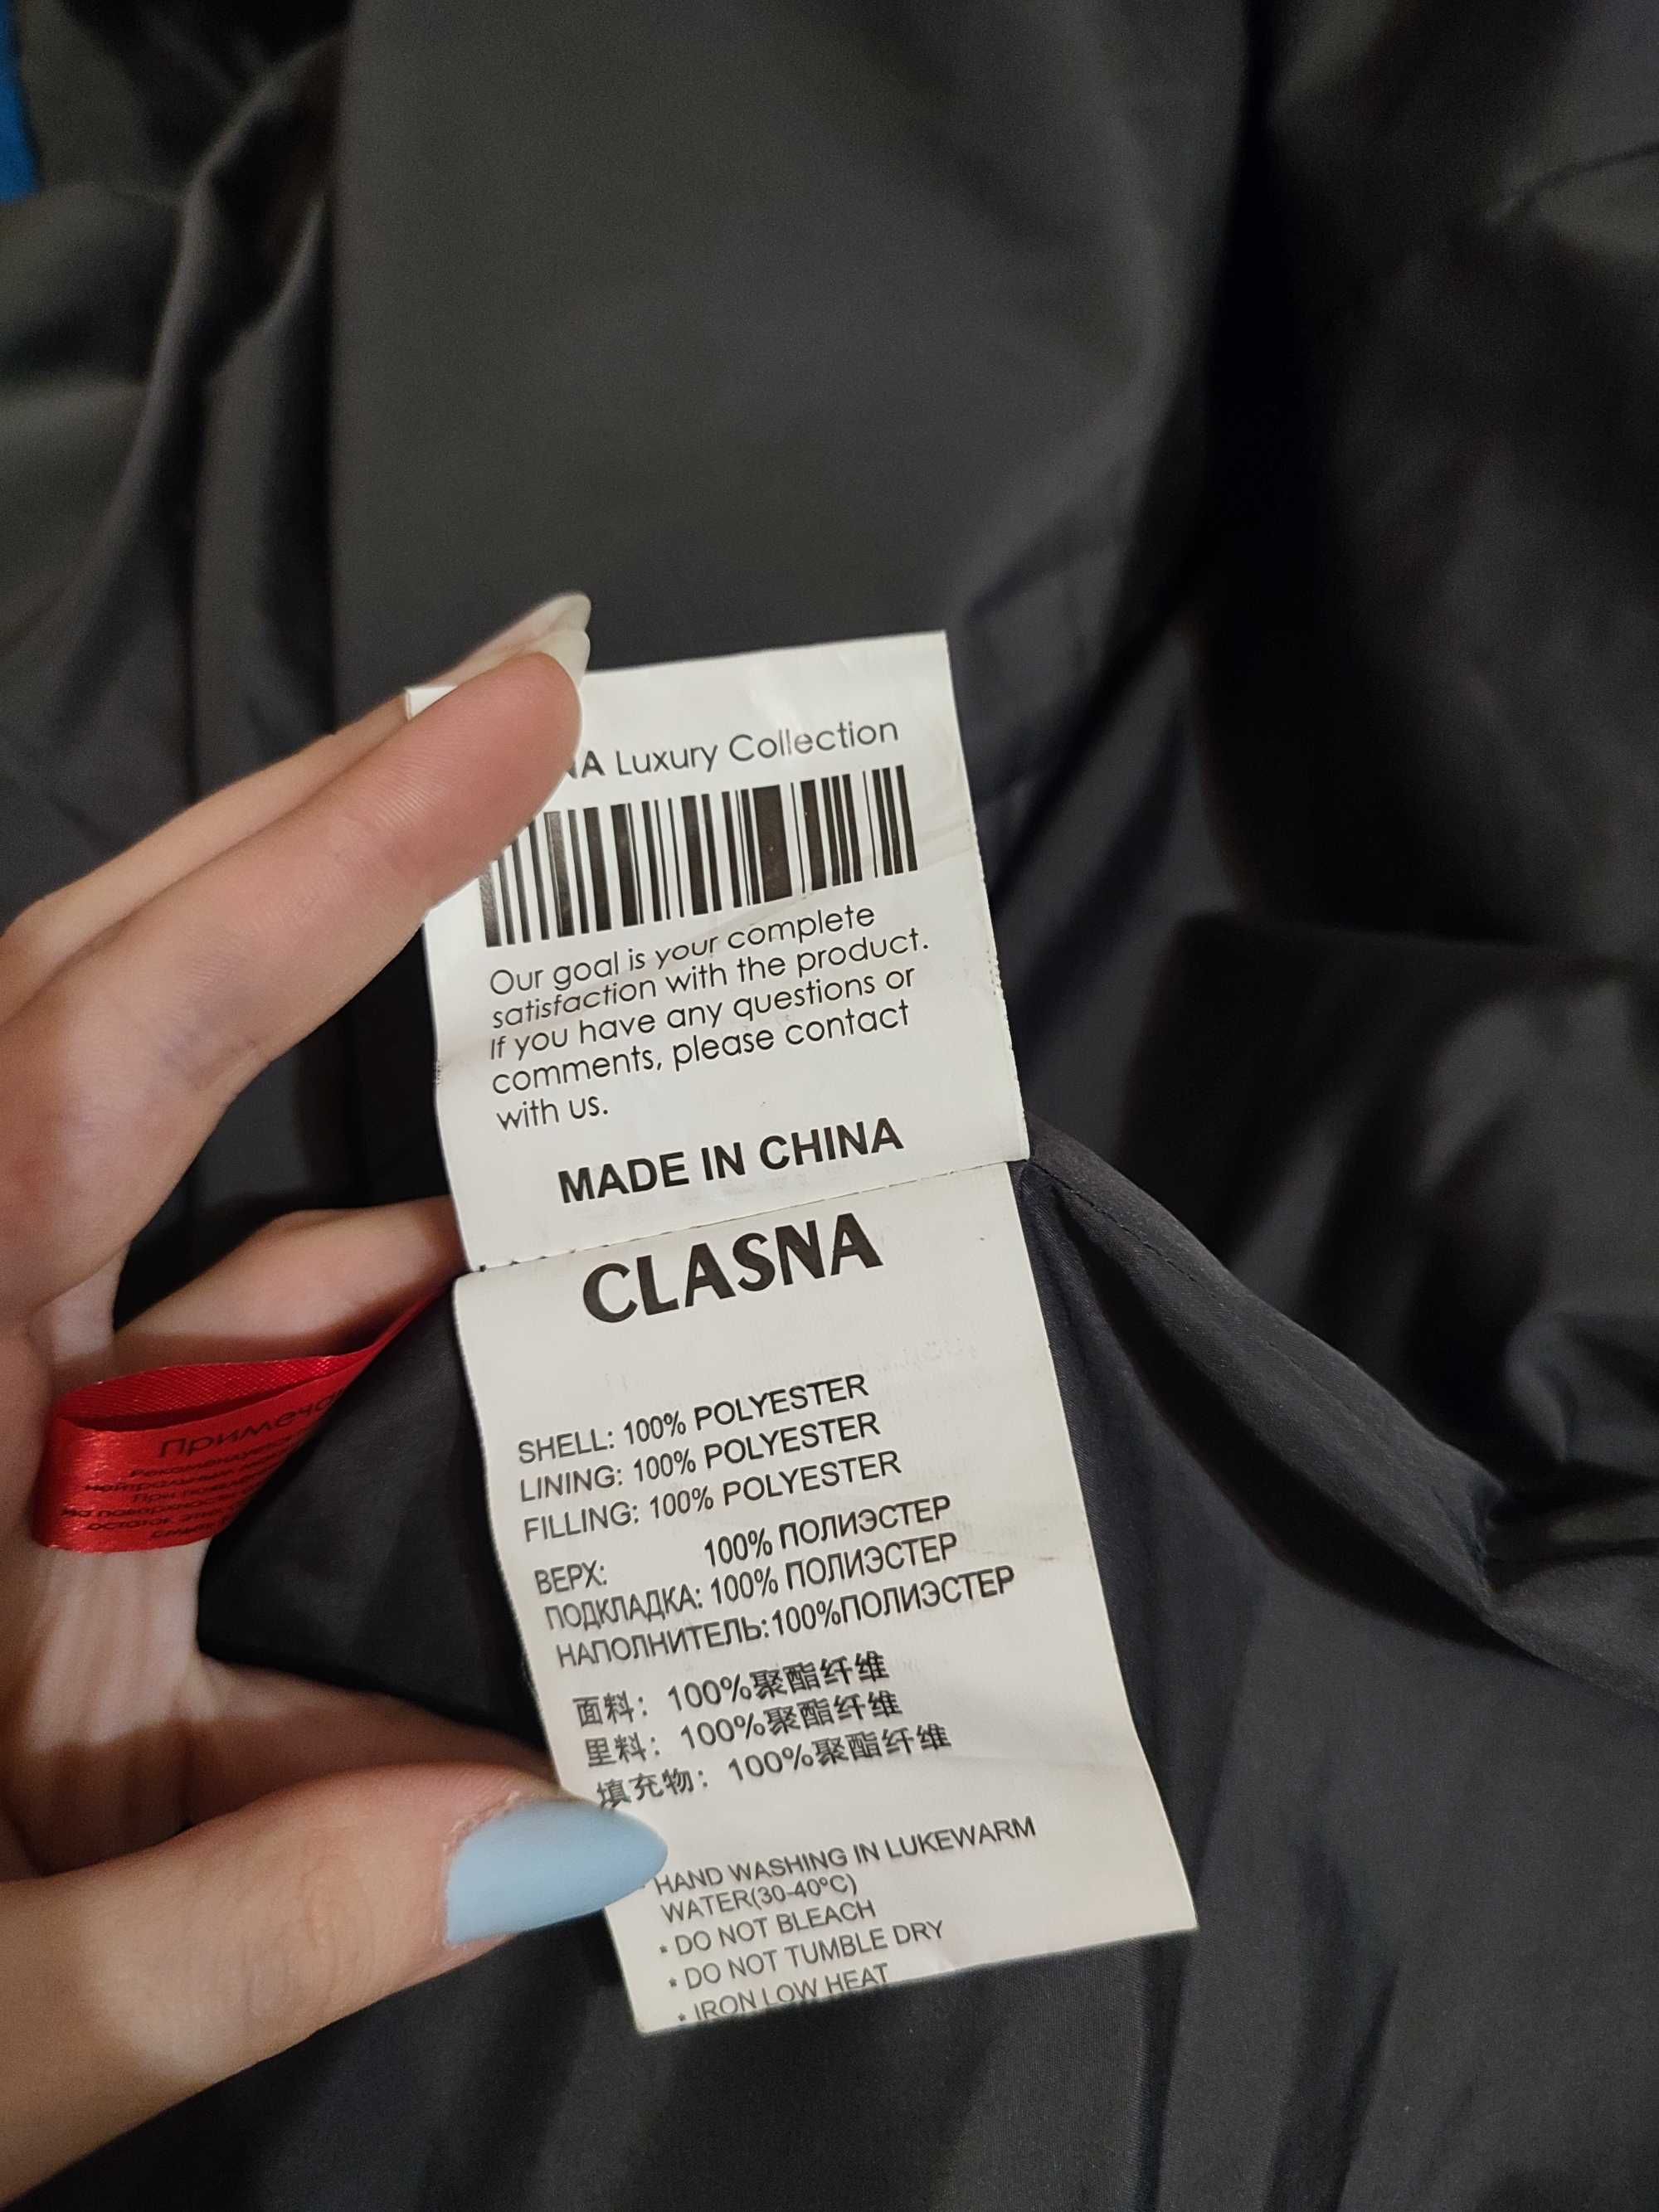 Luxury Collection
Our goal is your complete
satisfaction with the product.
If you have any questions or
comments, please contact
with us.
MADE IN CHINA
CLASNA
SHELL: 100% POLYESTER
LINING: 100% POLYESTER
FILLING: 100% POLYESTER
ВЕРХ: 100% ПОЛИЭСТЕР
ПОДКЛАДКА: 100% ПОЛИЭСТЕР
НАПОЛНИТЕЛЬ:100%ПОЛИЭСТЕР
面料：100%聚酯纤维
里料：100%聚酯纤维
填充物：100%聚酯纤维
HAND WASHING IN LUKEWARM
WATER(30-40ºC)
* DO NOT BLEACH
* DO NOT TUMBLE DRY
* IRON LOW HEAT